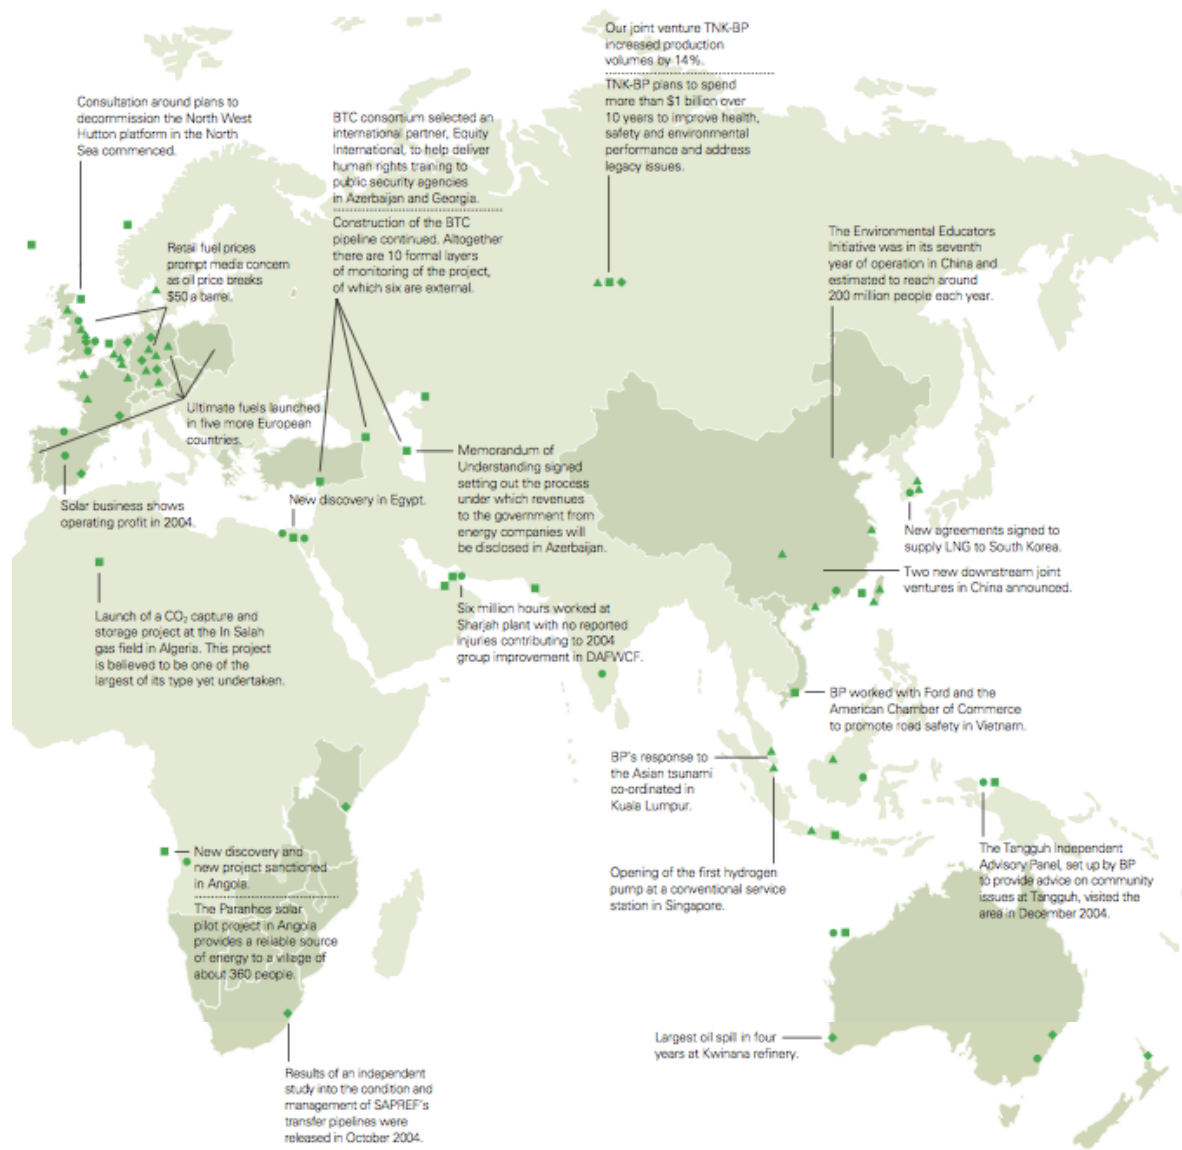 Our joint venture TNK-BP
increased production
volumes by 14%.
TNK-BP plans to spend
more than $1 billion over
10 years to improve health,
safety and environmental
performance and address
legacy issues.
Consultation around plans to
decommission the North West
Hutton platform in the North
Sea commenced.
BTC consortium selected an
international partner, Equity
International, to help deliver
human rights training to
public security agencies
in Azerbaijan and Georgia.
Construction of the BTC
pipeline continued. Altogether
there are 10 formal layers
of monitoring of the project,
of which six are external.
Retail fuel prices
prompt media concern
as oil price breaks
$50 a barrel.
The Environmental Educators
Initiative was in its seventh
year of operation in China and
estimated to reach around
200 million people each year.
Ultimate fuels launched
in five more European
countries.
Memorandum of
Understanding signed
setting out the process
under which revenues
to the government from
energy companies will
be disclosed in Azerbaijan.
Solar business shows
operating profit in 2004.
New discovery in Egypt.
New agreements signed to
supply LNG to South Korea.
Two new downstream joint
ventures in China announced.
Launch of a CO₂ capture and
storage project at the In Salah
gas field in Algeria. This project
is believed to be one of the
largest of its type yet undertaken.
Six million hours worked at
Sharjah plant with no reported
injuries contributing to 2004
group improvement in DAFWCF.
BP worked with Ford and the
American Chamber of Commerce
to promote road safety in Vietnam.
BP's response to
the Asian tsunami
co-ordinated in
Kuala Lumpur.
New discovery and
new project sanctioned
in Angola.
The Paranhos solar
pilot project in Angola
provides a reliable source
of energy to a village of
about 360 people.
Opening of the first hydrogen
pump at a conventional service
station in Singapore.
The Tangguh Independent
Advisory Panel, set up by BP
to provide advice on community
issues at Tangguh, visited the
area in December 2004.
Largest oil spill in four
years at Kwinana refinery.
Results of an independent
study into the condition and
management of SAPREF's
transfer pipelines were
released in October 2004.